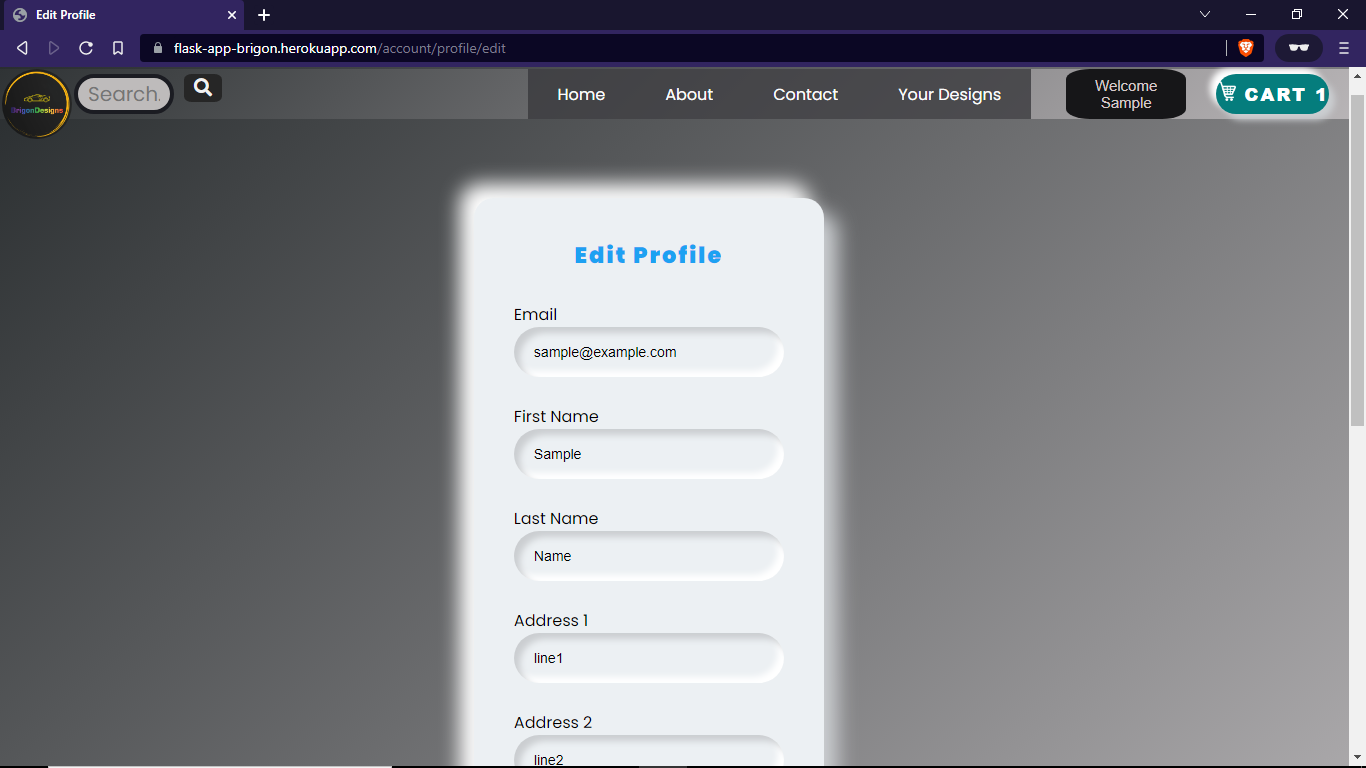 Edit Profile
flask-app-brigon.herokuapp.com/account/profile/edit
BrigonDesigns
Search.
Home
About
Contact
Your Designs
Welcome
Sample
CART 1
Edit Profile
Email
sample@example.com
First Name
Sample
Last Name
Name
Address 1
line1
Address 2
line2